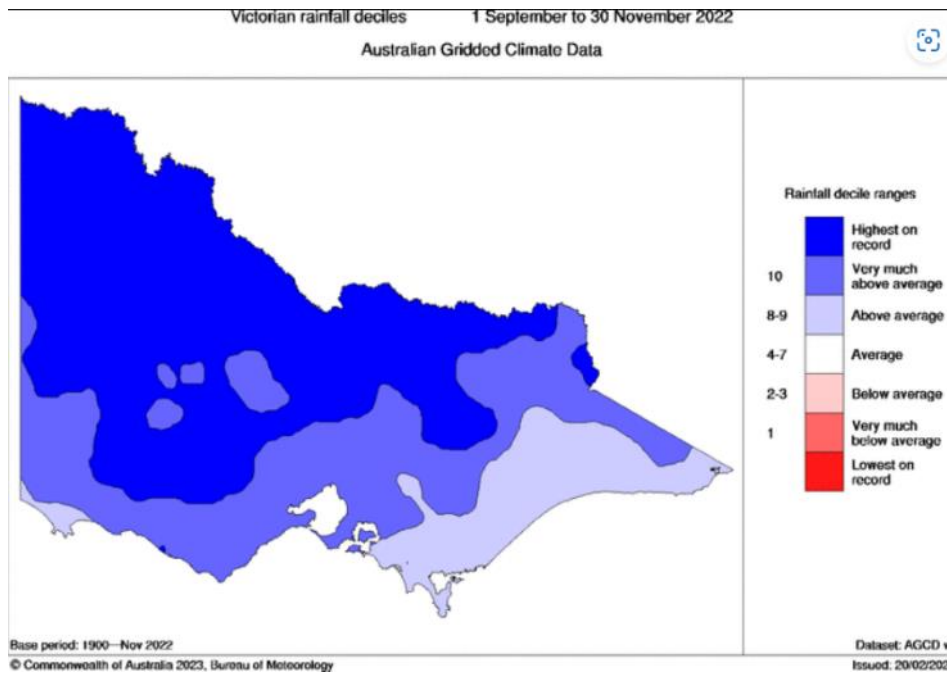 Victorian rainfall deciles 1 September to 30 November 2022
Australian Gridded Climate Data
Rainfall decile ranges
Highest on
record
10 Very much
above average
8-9 Above average
4-7 Average
2-3 Below average
1 Very much
below average
Lowest on
record
Base period: 1900—Nov 2022
Dataset: AGCD
© Commonwealth of Australia 2023, Bureau of Meteorology
Issued: 20/02/202